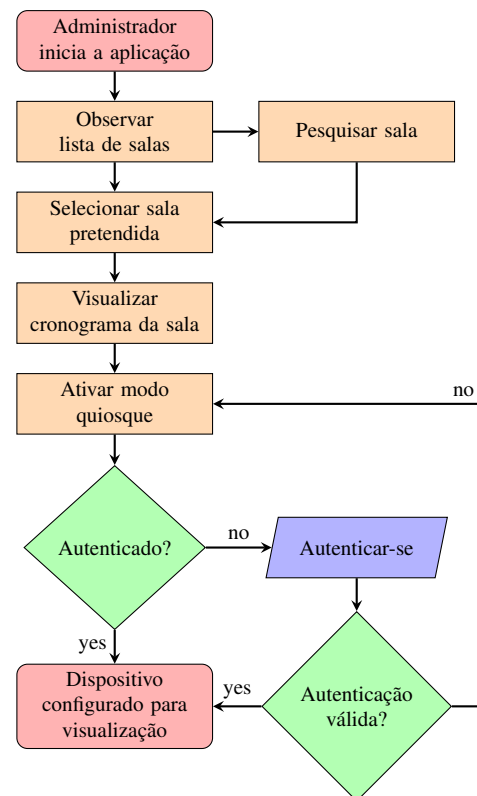 Administrador
inicia a aplicação
Observar
lista de salas
Pesquisar sala
Selecionar sala
pretendida
Visualizar
cronograma da sala
Ativar modo
quiosque
no
Autenticado?
no
Autenticar-se
yes
Dispositivo
configurado para
visualização
yes
Autenticação
válida?